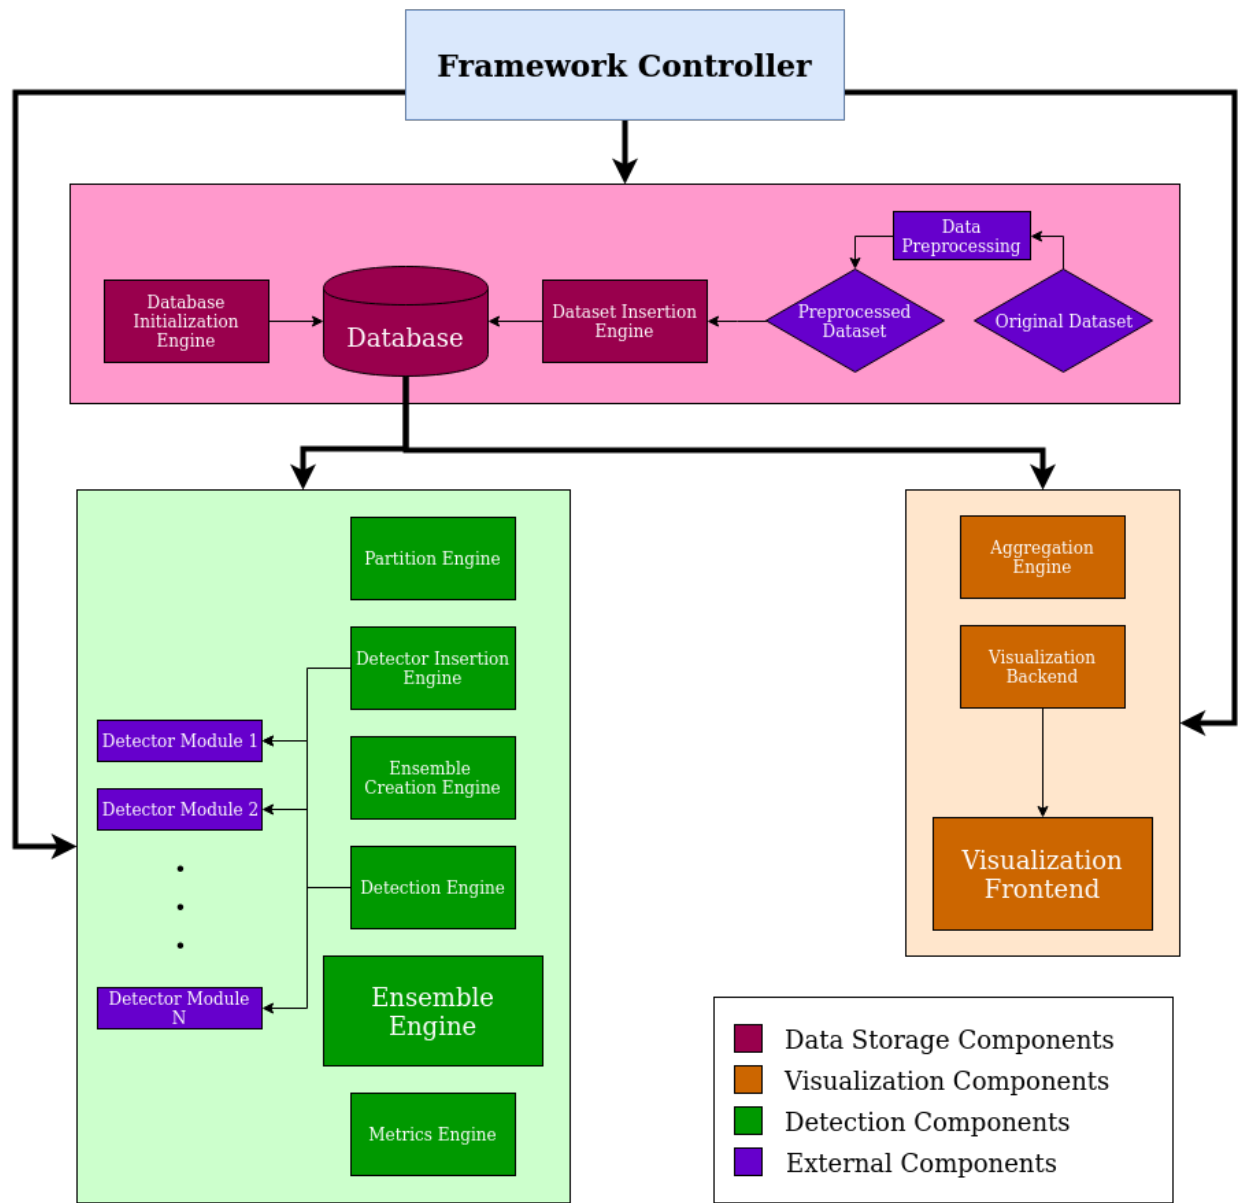 Framework Controller
Data
Preprocessing
Database
Initialization
Engine
Database
Dataset Insertion
Engine
Preprocessed
Dataset
Original Dataset
Partition Engine
Detector Insertion
Engine
Detector Module 1
Ensemble
Creation Engine
Detector Module 2
Detection Engine
Detector Module
N
Ensemble
Engine
Metrics Engine
Aggregation
Engine
Visualization
Backend
Visualization
Frontend
Data Storage Components
Visualization Components
Detection Components
External Components